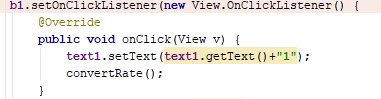 b1.setOnClickListener(new View.OnClickListener() {
@Override
public void onClick(View v) {
text1.setText(text1.getText()+"1");
convertRate();
}